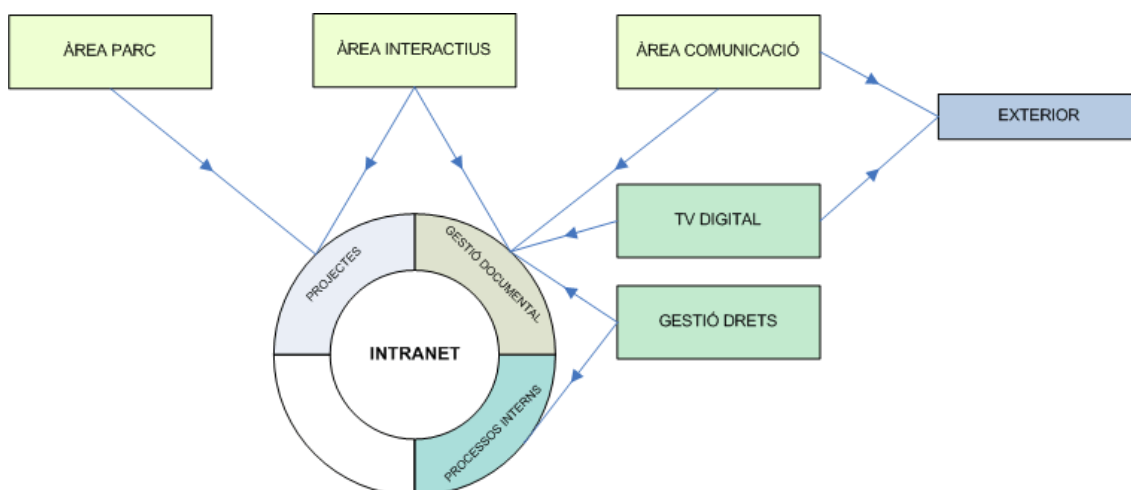 ÀREA PARC
ÀREA INTERACTIUS
ÀREA COMUNICACIÓ
EXTERIOR
TV DIGITAL
GESTIÓ DRETS
PROJECTES
GESTIÓ DOCUMENTAL
INTRANET
PROCESSOS INTERNS